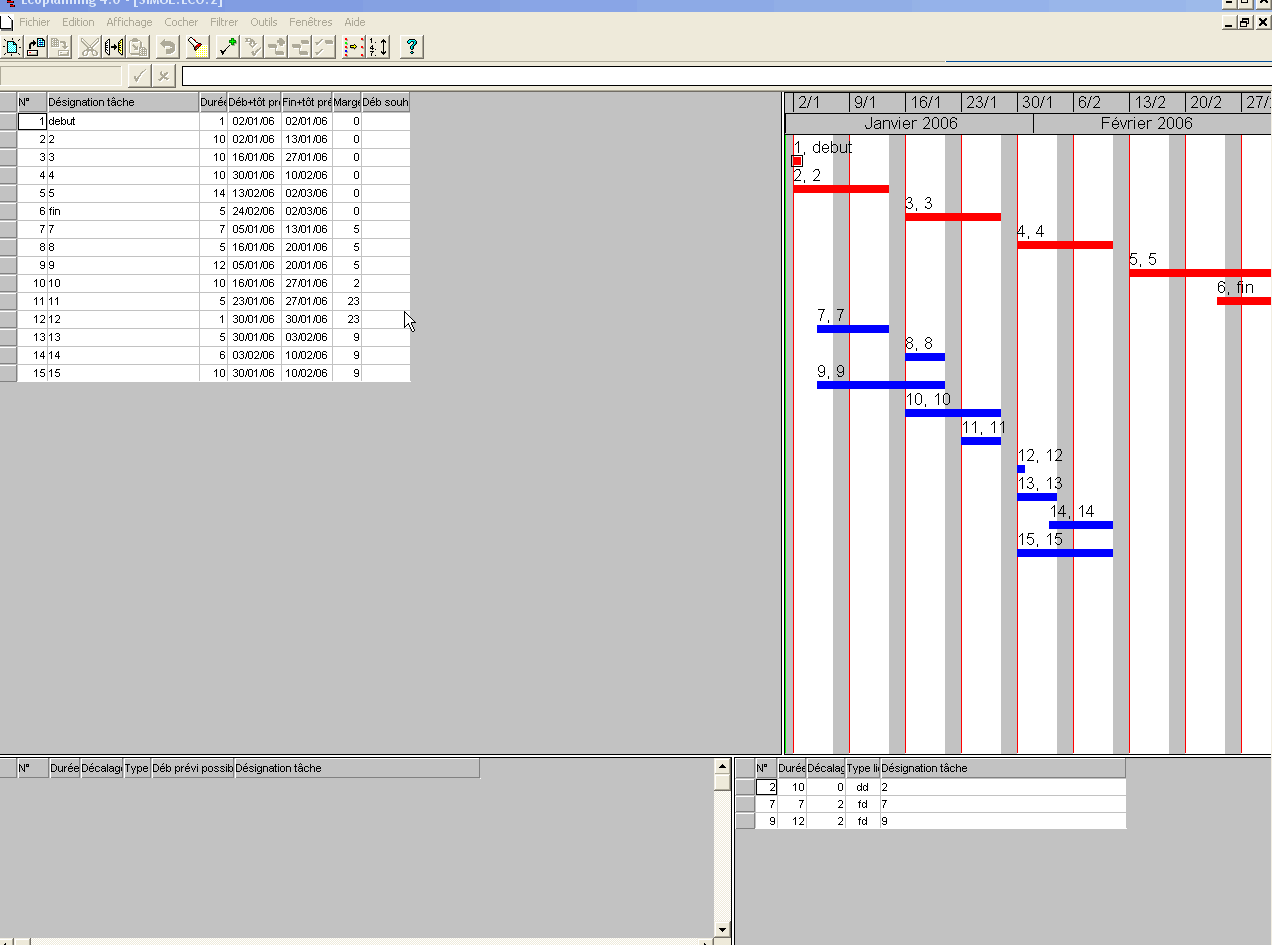 Ecoplanning 4.0 - [SIMUL.ECO:2]
Fichier Edition Affichage Cocher Filtrer Outils Fenêtres Aide
N° Désignation tâche Durée Déb+tôt pr Fin+tôt pré Marge Déb souh
1 debut 1 02/01/06 02/01/06 0
2 2 10 02/01/06 13/01/06 0
3 3 10 16/01/06 27/01/06 0
4 4 10 30/01/06 10/02/06 0
5 5 14 13/02/06 02/03/06 0
6 fin 5 24/02/06 02/03/06 0
7 7 7 05/01/06 13/01/06 5
8 8 5 16/01/06 20/01/06 5
9 9 12 05/01/06 20/01/06 5
10 10 10 16/01/06 27/01/06 2
11 11 5 23/01/06 27/01/06 23
12 12 1 30/01/06 30/01/06 23
13 13 5 30/01/06 03/02/06 9
14 14 6 03/02/06 10/02/06 9
15 15 10 30/01/06 10/02/06 9
2/1 9/1 16/1 23/1 30/1 6/2 13/2 20/2 27/
Janvier 2006 Février 2006
1, debut
2, 2
3, 3
4, 4
5, 5
6, fin
7, 7
8, 8
9, 9
10, 10
11, 11
12, 12
13, 13
14, 14
15, 15
N° Durée Décalag Type Déb prévi possib Désignation tâche
N° Durée Décalag Type li Désignation tâche
2 10 0 dd 2
7 7 2 fd 7
9 12 2 fd 9